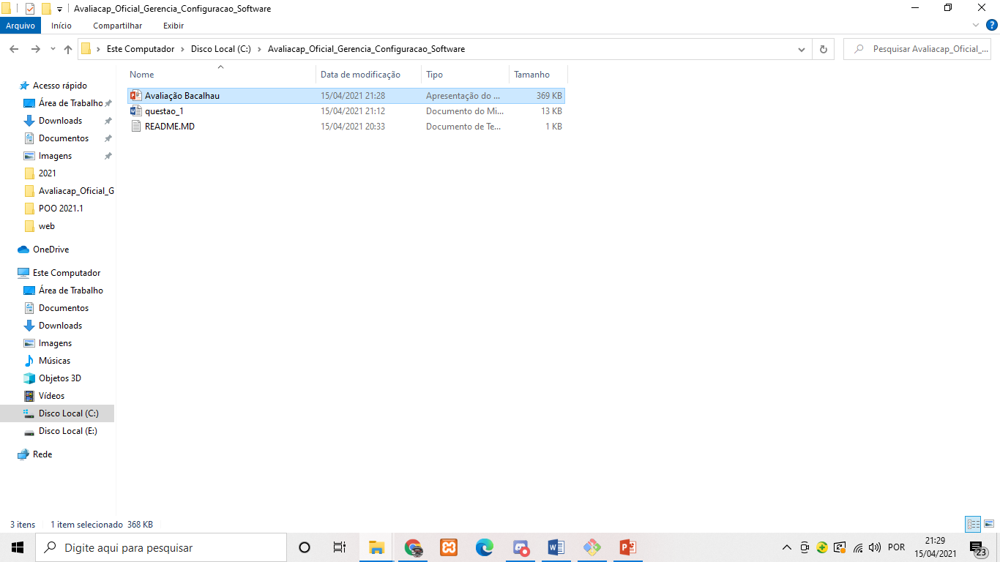 Avaliacap_Oficial_Gerencia_Configuracao_Software
Arquivo Início Compartilhar Exibir
Este Computador Disco Local (C:) Avaliacap_Oficial_Gerencia_Configuracao_Software
Pesquisar Avaliacap_Oficial_...
Nome Data de modificação Tipo Tamanho
Avaliação Bacalhau 15/04/2021 21:28 Apresentação do ... 369 KB
questao_1 15/04/2021 21:12 Documento do Mi... 13 KB
README.MD 15/04/2021 20:33 Documento de Te... 1 KB
Acesso rápido
Área de Trabalho
Downloads
Documentos
Imagens
2021
Avaliacap_Oficial_G
POO 2021.1
web
OneDrive
Este Computador
Área de Trabalho
Documentos
Downloads
Imagens
Músicas
Objetos 3D
Vídeos
Disco Local (C:)
Disco Local (E:)
Rede
3 itens 1 item selecionado 368 KB
Digite aqui para pesquisar
POR
21:29
15/04/2021
23